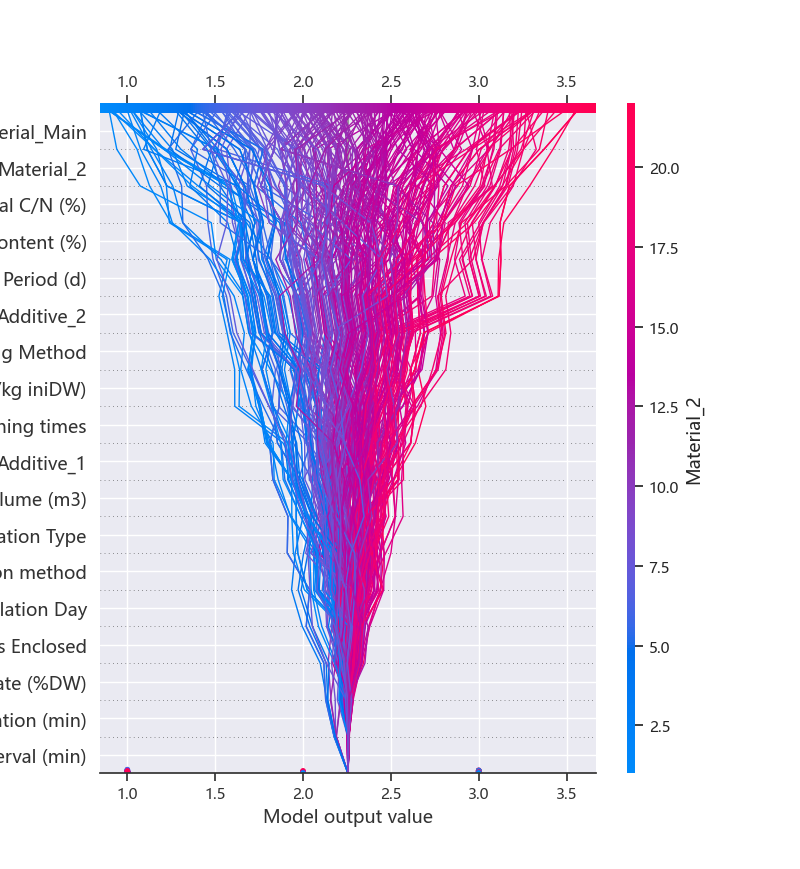 1.0 1.5 2.0 2.5 3.0 3.5
erial_Main
Material_2
al C/N (%)
ontent (%)
Period (d)
Additive_2
g Method
/kg iniDW)
ning times
Additive_1
lume (m3)
ation Type
on method
lation Day
s Enclosed
ate (%DW)
ation (min)
erval (min)
1.0 1.5 2.0 2.5 3.0 3.5
Model output value
20.0
17.5
15.0
12.5
10.0
7.5
5.0
2.5
Material_2